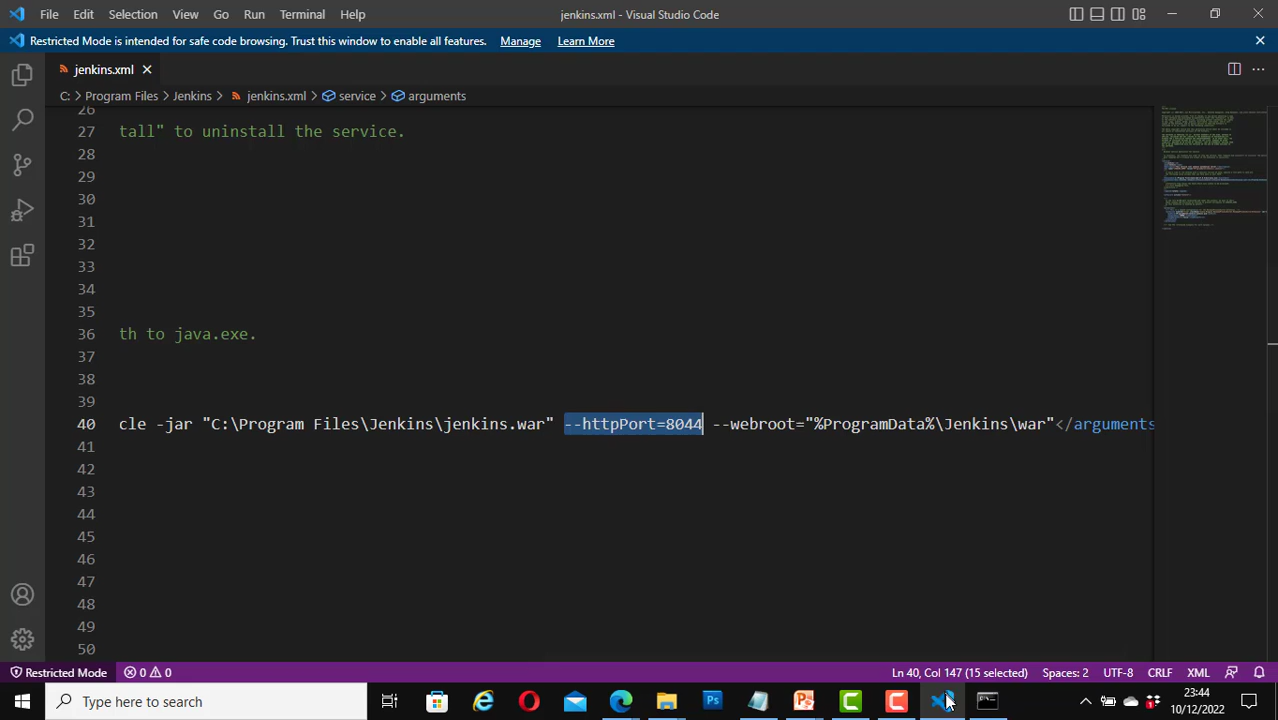 File Edit Selection View Go Run Terminal Help jenkins.xml - Visual Studio Code
Restricted Mode is intended for safe code browsing. Trust this window to enable all features. Manage Learn More
jenkins.xml
C: > Program Files > Jenkins > jenkins.xml > service > arguments
26
27 tall" to uninstall the service.
28
29
30
31
32
33
34
35
36 th to java.exe.
37
38
39
40 cle -jar "C:\Program Files\Jenkins\jenkins.war" --httpPort=8044 --webroot="%ProgramData%\Jenkins\war"</arguments
41
42
43
44
45
46
47
48
49
50
Restricted Mode 0 0 Ln 40, Col 147 (15 selected) Spaces: 2 UTF-8 CRLF XML
Type here to search
Ps
1
23:44
10/12/2022